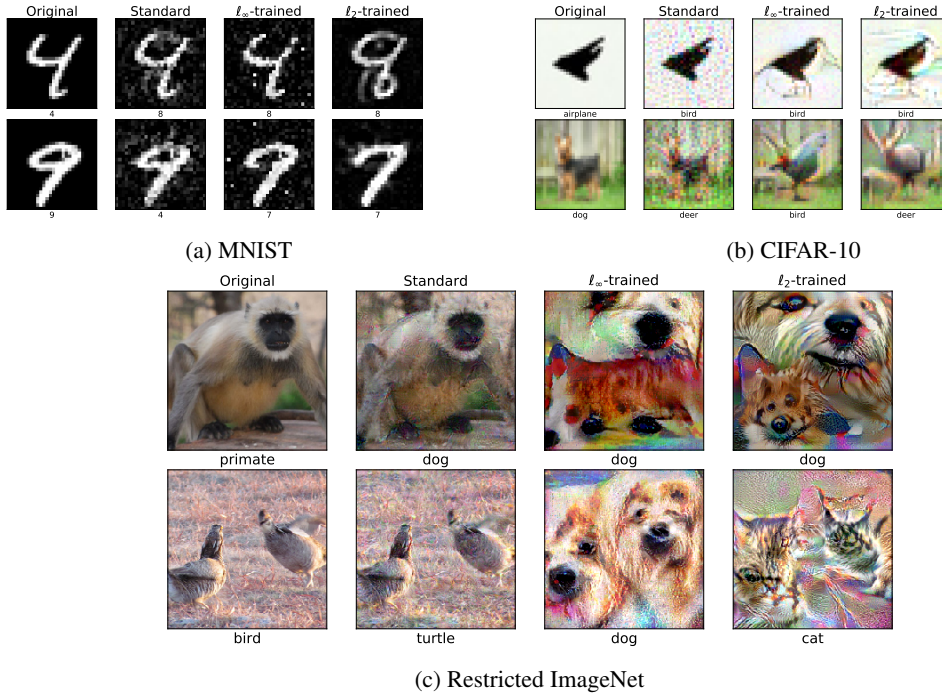 Original Standard ℓ∞-trained ℓ2-trained
4 8 8 8
9 4 7 7
(a) MNIST
Original Standard ℓ∞-trained ℓ2-trained
airplane bird bird bird
dog deer bird deer
(b) CIFAR-10
Original Standard ℓ∞-trained ℓ2-trained
primate dog dog dog
bird turtle dog cat
(c) Restricted ImageNet